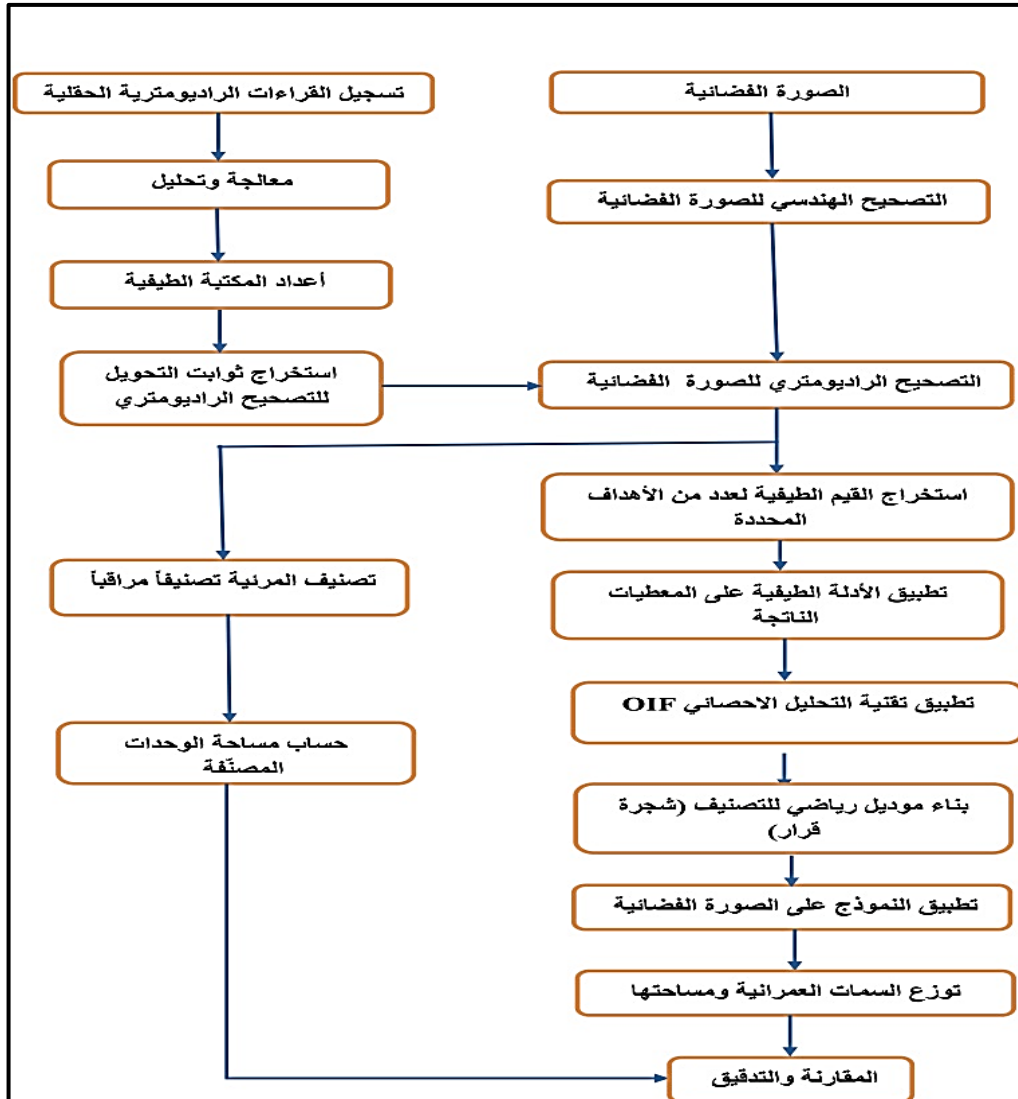 تسجيل القراءات الراديومترية الحقلية
الصورة الفضائية
معالجة وتحليل
التصحيح الهندسي للصورة الفضائية
أعداد المكتبة الطيفية
استخراج ثوابت التحويل
للتصحيح الراديومتري
التصحيح الراديومتري للصورة الفضائية
استخراج القيم الطيفية لعدد من الأهداف
المحددة
تصنيف المرئية تصنيفاً مراقباً
تطبيق الأدلة الطيفية على المعطيات
الناتجة
تطبيق تقنية التحليل الاحصائي OIF
حساب مساحة الوحدات
المصنّفة
بناء موديل رياضي للتصنيف (شجرة
قرار)
تطبيق النموذج على الصورة الفضائية
توزع السمات العمرانية ومساحتها
المقارنة والتدقيق